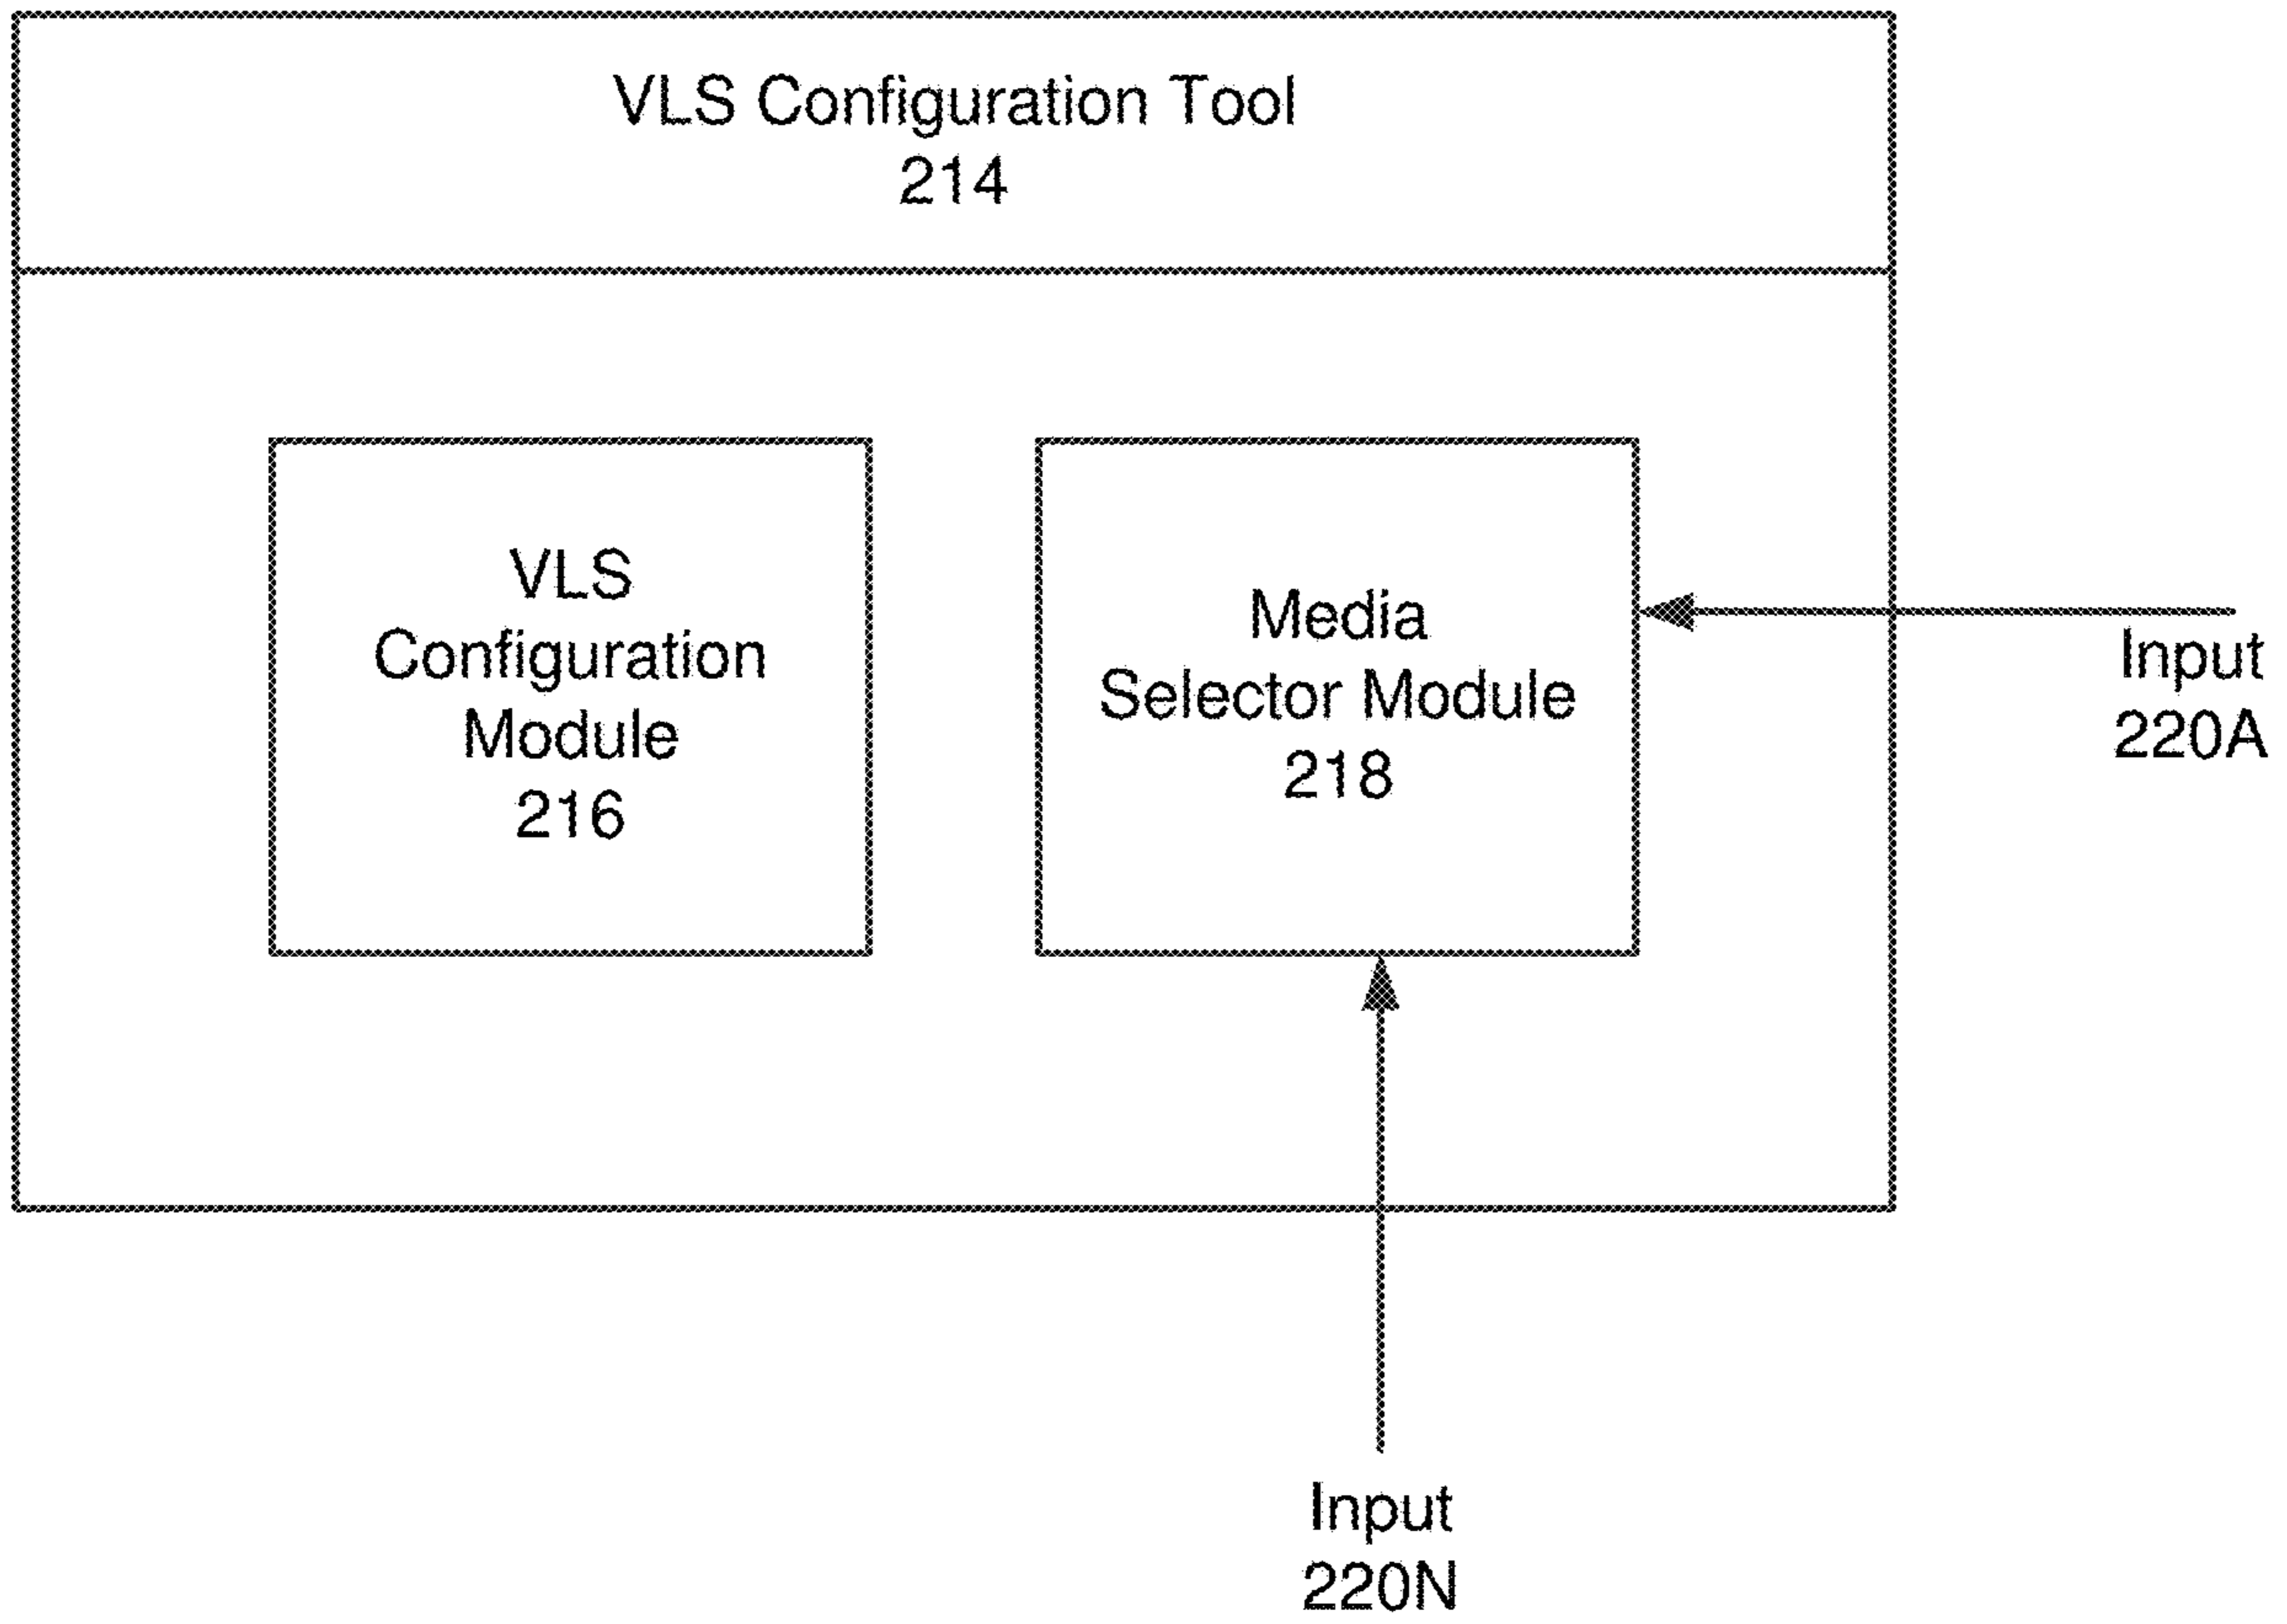 VLS Configuration Tool
214
VLS
Configuration
Module
216
Media
Selector Module
218
Input
220A
Input
220N